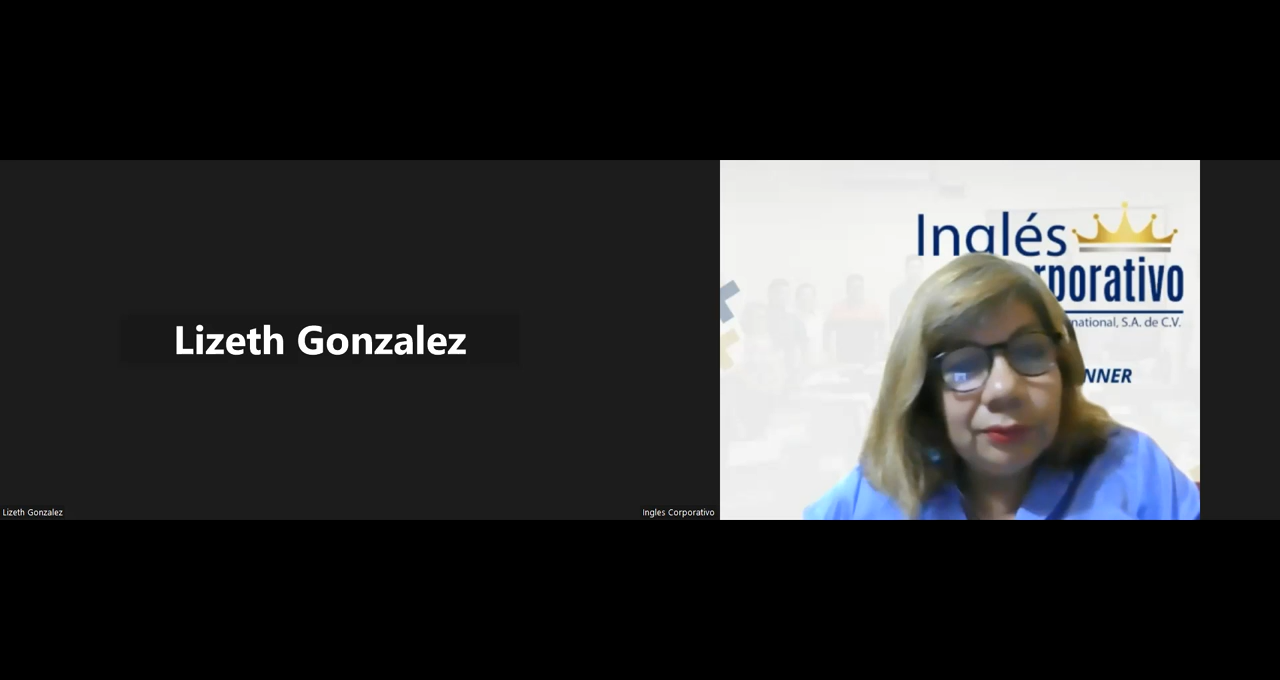 Lizeth Gonzalez
Lizeth Gonzalez
Ingles Corporativo
Inglés
rporativo
national, S.A. de C.V.
NNER